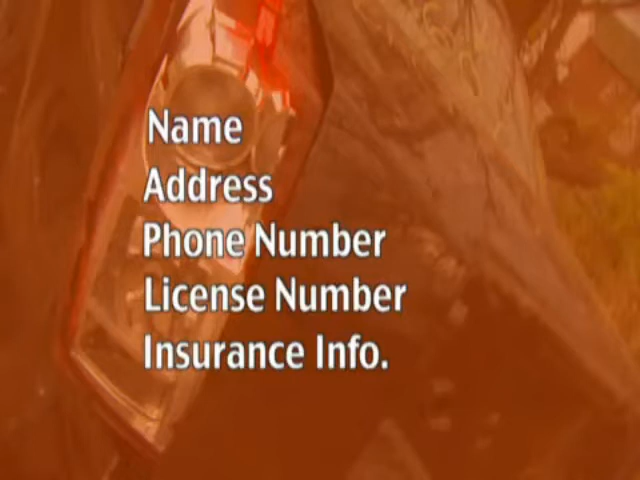 Name
Address
Phone Number
License Number
Insurance Info.